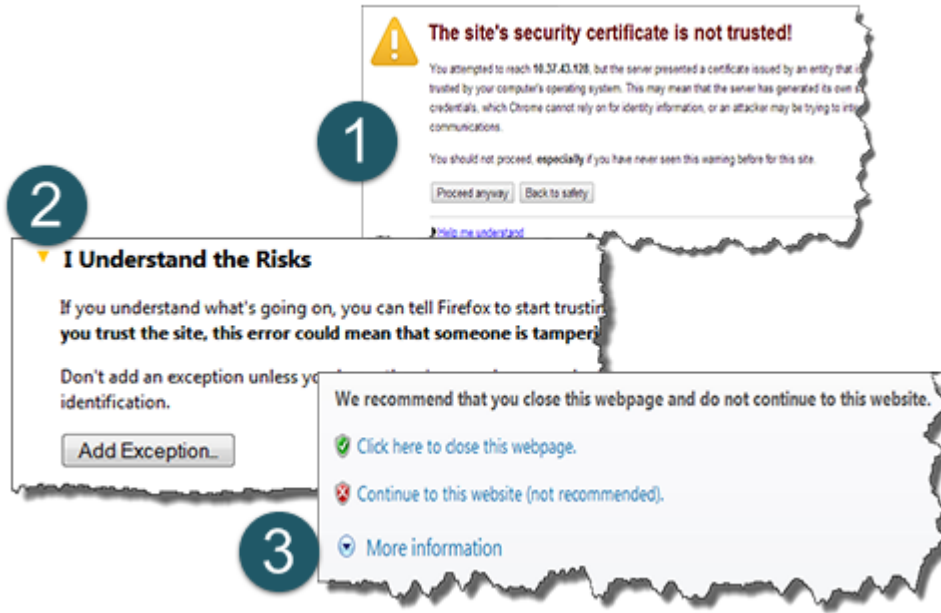 1
The site's security certificate is not trusted!
You attempted to reach 10.37.43.128, but the server presented a certificate issued by an entity that
trusted by your computer's operating system. This may mean that the server has generated its own
credentials, which Chrome cannot rely on for identity information, or an attacker may be trying to
communications.
You should not proceed, especially if you have never seen this warning before for this site.
Proceed anyway Back to safety
Help me understand
2
I Understand the Risks
If you understand what's going on, you can tell Firefox to start
you trust the site, this error could mean that someone is
Don't add an exception unless
identification.
Add Exception...
3
We recommend that you close this webpage and do not continue to this website.
Click here to close this webpage.
Continue to this website (not recommended).
More information